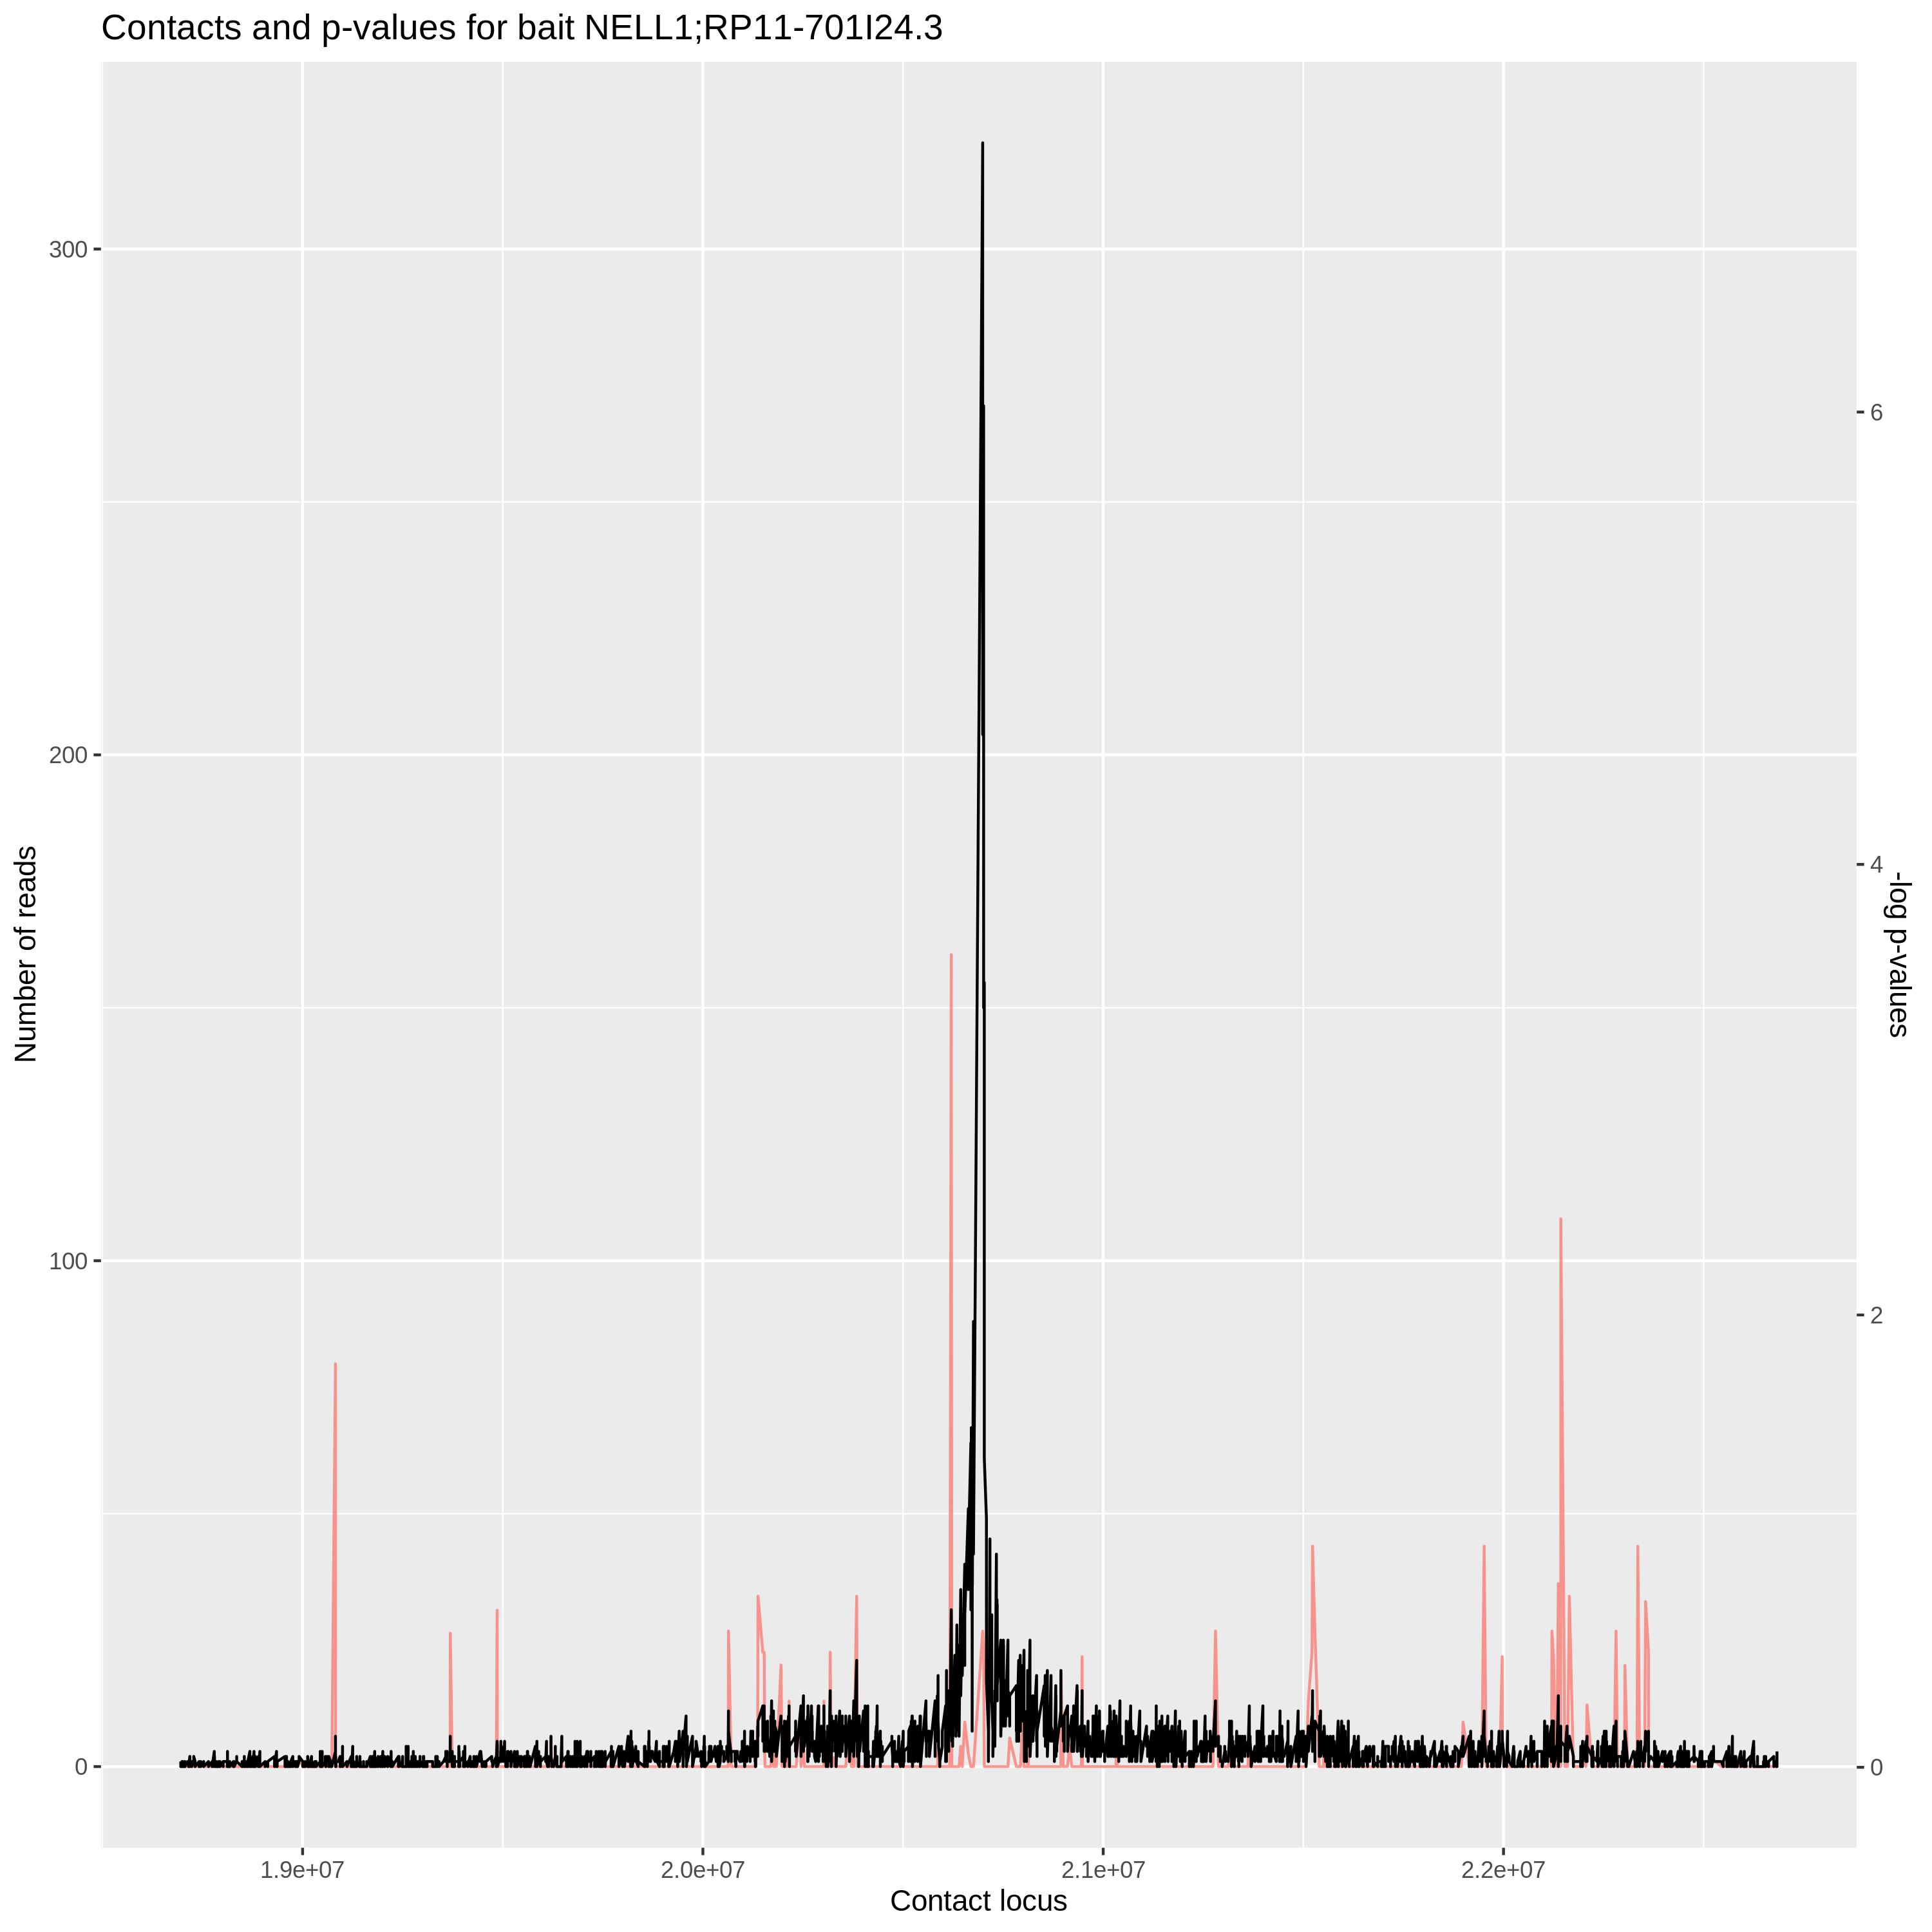 Contacts and p-values for bait NELL1;RP11-701I24.3
300
200
100
0
Number of reads
6
4
2
0
-log p-values
1.9e+07
2.0e+07
2.1e+07
2.2e+07
Contact locus